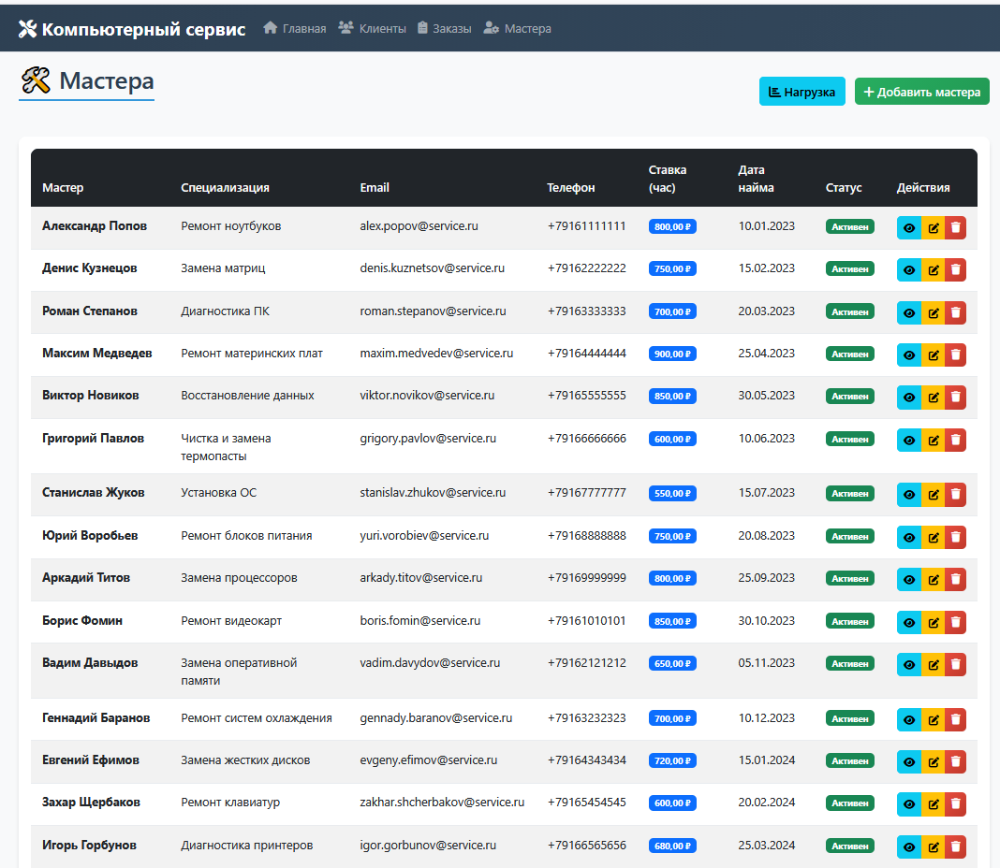 Компьютерный сервис Главная Клиенты Заказы Мастера
Мастера
Нагрузка + Добавить мастера
Мастер Специализация Email Телефон Ставка (час) Дата найма Статус Действия
Александр Попов Ремонт ноутбуков alex.popov@service.ru +79161111111 800,00 ₽ 10.01.2023 Активен
Денис Кузнецов Замена матриц denis.kuznetsov@service.ru +79162222222 750,00 ₽ 15.02.2023 Активен
Роман Степанов Диагностика ПК roman.stepanov@service.ru +79163333333 700,00 ₽ 20.03.2023 Активен
Максим Медведев Ремонт материнских плат maxim.medvedev@service.ru +79164444444 900,00 ₽ 25.04.2023 Активен
Виктор Новиков Восстановление данных viktor.novikov@service.ru +79165555555 850,00 ₽ 30.05.2023 Активен
Григорий Павлов Чистка и замена термопасты grigory.pavlov@service.ru +79166666666 600,00 ₽ 10.06.2023 Активен
Станислав Жуков Установка ОС stanislav.zhukov@service.ru +79167777777 550,00 ₽ 15.07.2023 Активен
Юрий Воробьев Ремонт блоков питания yuri.vorobiev@service.ru +79168888888 750,00 ₽ 20.08.2023 Активен
Аркадий Титов Замена процессоров arkady.titov@service.ru +79169999999 800,00 ₽ 25.09.2023 Активен
Борис Фомин Ремонт видеокарт boris.fomin@service.ru +79161010101 850,00 ₽ 30.10.2023 Активен
Вадим Давыдов Замена оперативной памяти vadim.davydov@service.ru +79162121212 650,00 ₽ 05.11.2023 Активен
Геннадий Баранов Ремонт систем охлаждения gennady.baranov@service.ru +79163232323 700,00 ₽ 10.12.2023 Активен
Евгений Ефимов Замена жестких дисков evgeny.efimov@service.ru +79164343434 720,00 ₽ 15.01.2024 Активен
Захар Щербаков Ремонт клавиатур zakhar.shcherbakov@service.ru +79165454545 600,00 ₽ 20.02.2024 Активен
Игорь Горбунов Диагностика принтеров igor.gorbunov@service.ru +79166565656 680,00 ₽ 25.03.2024 Активен